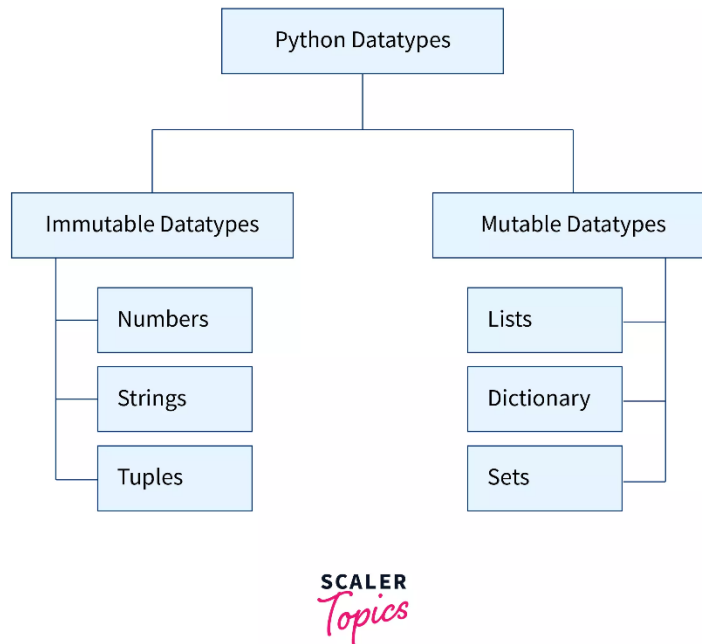 Python Datatypes
Immutable Datatypes
Mutable Datatypes
Numbers
Strings
Tuples
Lists
Dictionary
Sets
SCALER
Topics